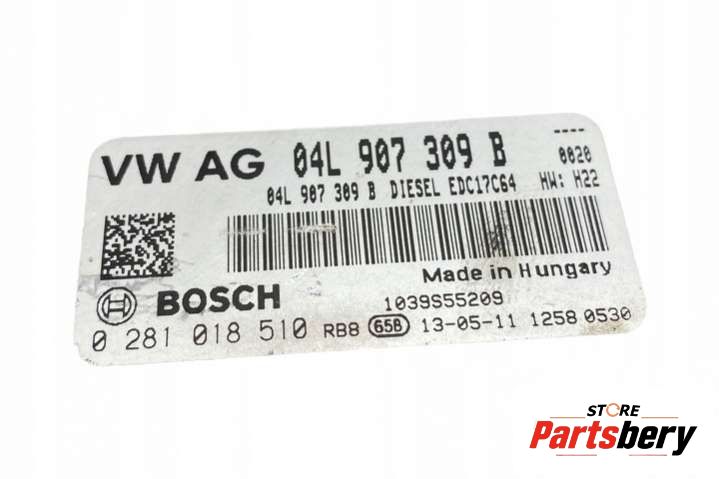 VW AG 04L 907 309 B ----
04L 907 309 B DIESEL EDC17C64 HW: H22
0020
Made in Hungary
BOSCH 1039S55209
0 281 018 510 RB8 65B 13-05-11 1258 0530
STORE
Partsbery